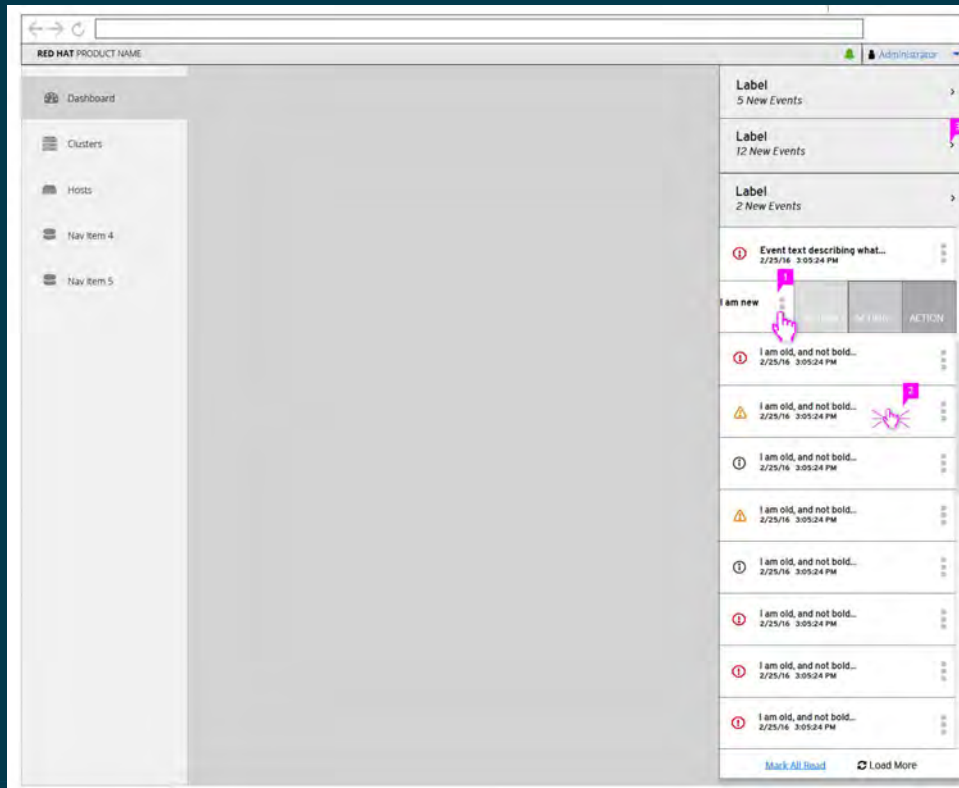 RED HAT PRODUCT NAME
Administrator
Dashboard
Clusters
Hosts
Nav Item 4
Nav Item 5
Label
5 New Events
Label
12 New Events
3
Label
2 New Events
Event text describing what...
2/25/16 3:05:24 PM
1
I am new
ACTION ACTION ACTION
I am old, and not bold...
2/25/16 3:05:24 PM
2
I am old, and not bold...
2/25/16 3:05:24 PM
I am old, and not bold...
2/25/16 3:05:24 PM
I am old, and not bold...
2/25/16 3:05:24 PM
I am old, and not bold...
2/25/16 3:05:24 PM
I am old, and not bold...
2/25/16 3:05:24 PM
I am old, and not bold...
2/25/16 3:05:24 PM
I am old, and not bold...
2/25/16 3:05:24 PM
Mark All Read Load More